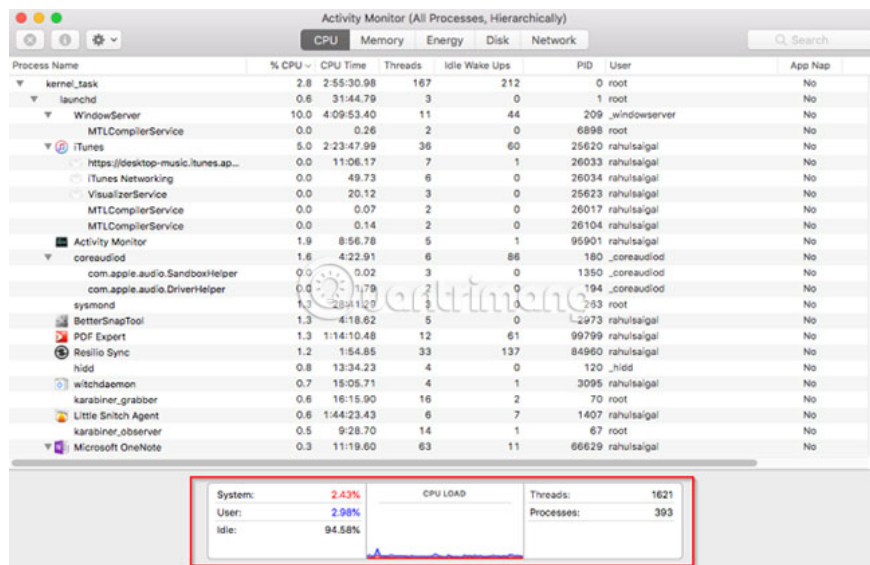 Activity Monitor (All Processes, Hierarchically)
CPU Memory Energy Disk Network Search
Process Name % CPU CPU Time Threads Idle Wake Ups PID User App Nap
kernel_task 2.8 2:55:30.98 167 212 0 root No
launchd 0.6 31:44.79 3 0 1 root No
WindowServer 10.0 4:09:53.40 11 44 209 _windowserver No
MTLCompilerService 0.0 0.26 2 0 6898 root No
iTunes 5.0 2:23:47.99 36 60 25620 rahulsaigal No
https://desktop-music.itunes.ap... 0.0 11:06.17 7 1 26033 rahulsaigal No
iTunes Networking 0.0 49.73 6 0 26034 rahulsaigal No
VisualizerService 0.0 20.12 3 0 25623 rahulsaigal No
MTLCompilerService 0.0 0.07 2 0 26017 rahulsaigal No
MTLCompilerService 0.0 0.14 2 0 26104 rahulsaigal No
Activity Monitor 1.9 8:56.78 5 1 95901 rahulsaigal No
coreaudiod 1.6 4:22.91 6 86 180 _coreaudiod No
com.apple.audio.SandboxHelper 0.0 0.02 3 0 1350 _coreaudiod No
com.apple.audio.DriverHelper 0.0 2 0 194 _coreaudiod No
sysmond 3 0 263 root No
BetterSnapTool 1.3 4:18.62 5 0 2973 rahulsaigal No
PDF Expert 1.3 1:14:10.48 12 61 99799 rahulsaigal No
Resilio Sync 1.2 1:54.85 33 137 84960 rahulsaigal No
hidd 0.8 13:34.23 4 0 120 _hidd No
witchdaemon 0.7 15:05.71 4 1 3095 rahulsaigal No
karabiner_grabber 0.6 16:15.90 16 2 70 root No
Little Snitch Agent 0.6 1:44:23.43 6 7 1407 rahulsaigal No
karabiner_observer 0.5 9:28.70 14 1 67 root No
Microsoft OneNote 0.3 11:19.60 63 11 66629 rahulsaigal No
quantrimang
System: 2.43% CPU LOAD Threads: 1621
User: 2.98% Processes: 393
Idle: 94.58%